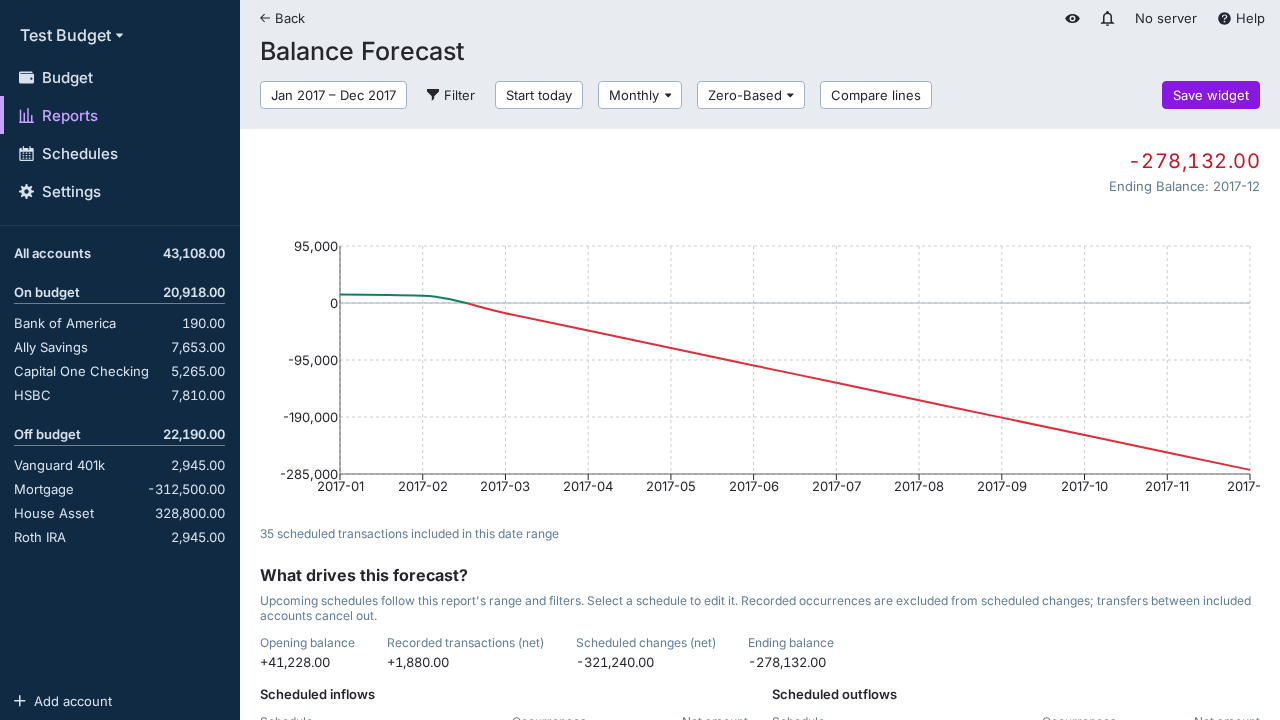 Test Budget
Budget
Reports
Schedules
Settings
All accounts 43,108.00
On budget 20,918.00
Bank of America 190.00
Ally Savings 7,653.00
Capital One Checking 5,265.00
HSBC 7,810.00
Off budget 22,190.00
Vanguard 401k 2,945.00
Mortgage -312,500.00
House Asset 328,800.00
Roth IRA 2,945.00
Add account
Back
No server
Help
Balance Forecast
Jan 2017 – Dec 2017
Filter
Start today
Monthly
Zero-Based
Compare lines
Save widget
-278,132.00
Ending Balance: 2017-12
95,000
0
-95,000
-190,000
-285,000
2017-01 2017-02 2017-03 2017-04 2017-05 2017-06 2017-07 2017-08 2017-09 2017-10 2017-11 2017-
35 scheduled transactions included in this date range
What drives this forecast?
Upcoming schedules follow this report's range and filters. Select a schedule to edit it. Recorded occurrences are excluded from scheduled changes; transfers between included
accounts cancel out.
Opening balance Recorded transactions (net) Scheduled changes (net) Ending balance
+41,228.00 +1,880.00 -321,240.00 -278,132.00
Scheduled inflows Scheduled outflows
Schedule Occurrences Net amount Schedule Occurrences Net amount